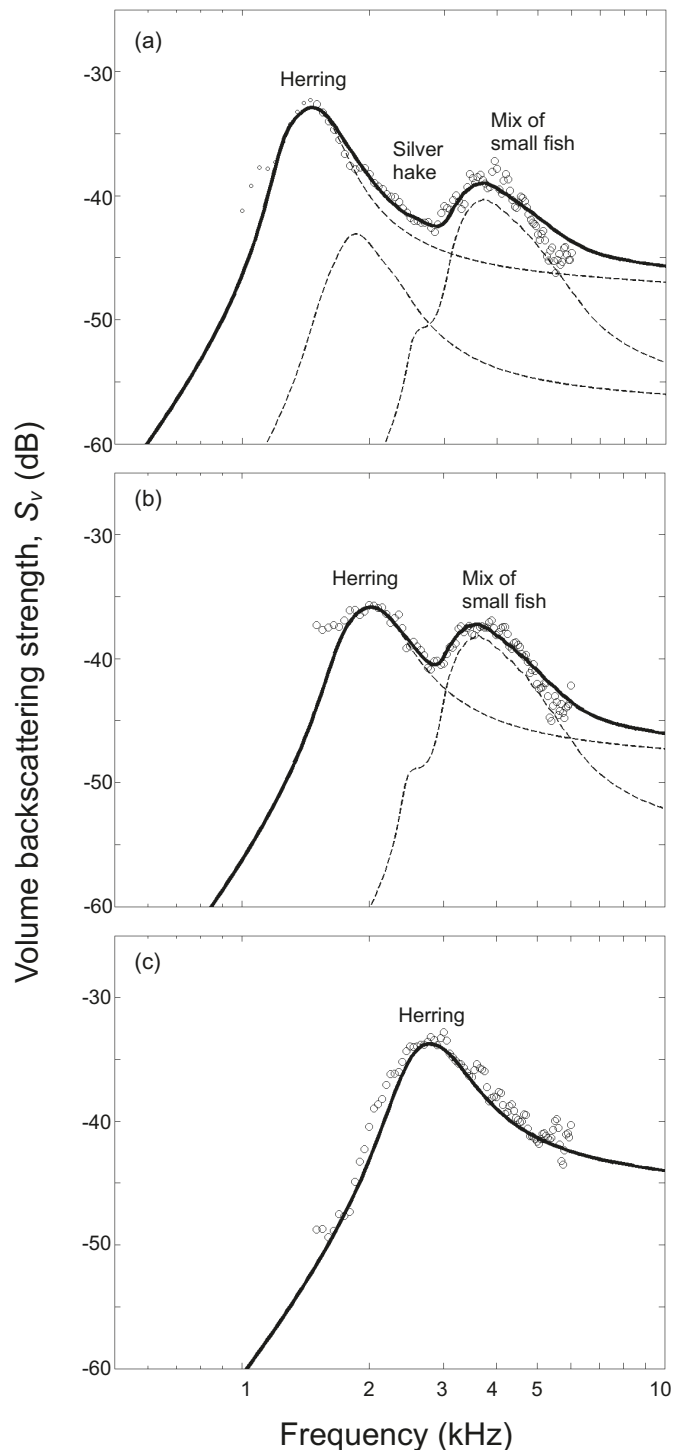 (a)
Herring
Silver
hake
Mix of
small fish
-30
-40
-50
-60
(b)
Herring
Mix of
small fish
-30
-40
-50
-60
(c)
Herring
-30
-40
-50
-60
1
2
3
4
5
10
Volume backscattering strength, Sv (dB)
Frequency (kHz)